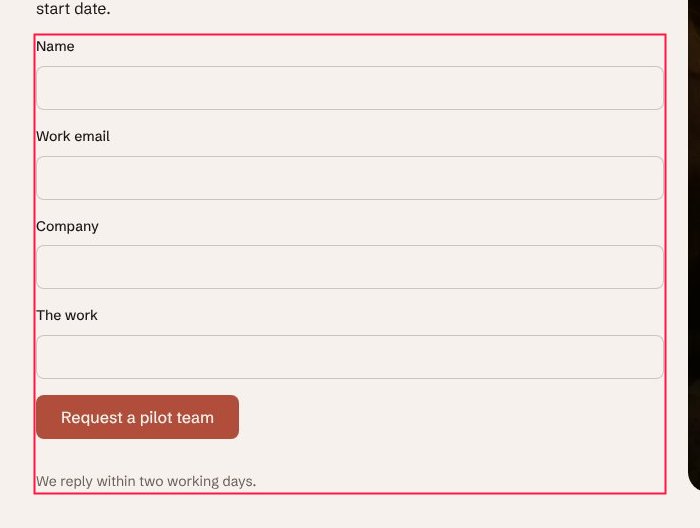 start date.
Name
Work email
Company
The work
Request a pilot team
We reply within two working days.